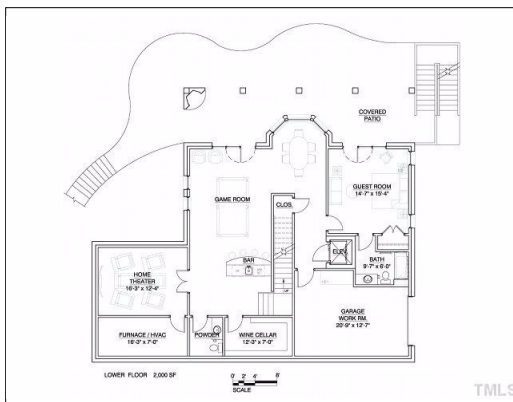 COVERED
PATIO
GUEST ROOM
14'-7" x 15'-4"
GAME ROOM
CLOS.
ELEV.
BATH
9'-7" x 9'-0"
BAR
HOME
THEATER
16'-3" x 12'-4"
GARAGE
WORK RM.
20'-9" x 12'-7"
FURNACE / HVAC
16'-3" x 7'-0"
POWDER
WINE CELLAR
12'-3" x 7'-0"
LOWER FLOOR 2,000 SF
0' 2' 4' 8'
SCALE
TMLS